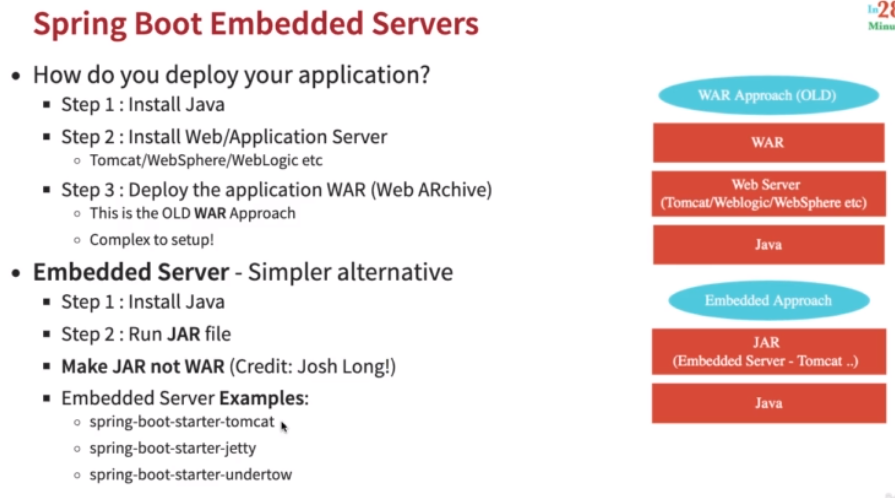 Spring Boot Embedded Servers
In28
Minu
How do you deploy your application?
Step 1 : Install Java
Step 2 : Install Web/Application Server
Tomcat/WebSphere/WebLogic etc
Step 3 : Deploy the application WAR (Web ARchive)
This is the OLD WAR Approach
Complex to setup!
Embedded Server - Simpler alternative
Step 1 : Install Java
Step 2 : Run JAR file
Make JAR not WAR (Credit: Josh Long!)
Embedded Server Examples:
spring-boot-starter-tomcat
spring-boot-starter-jetty
spring-boot-starter-undertow
WAR Approach (OLD)
WAR
Web Server
(Tomcat/Weblogic/WebSphere etc)
Java
Embedded Approach
JAR
(Embedded Server - Tomcat ..)
Java